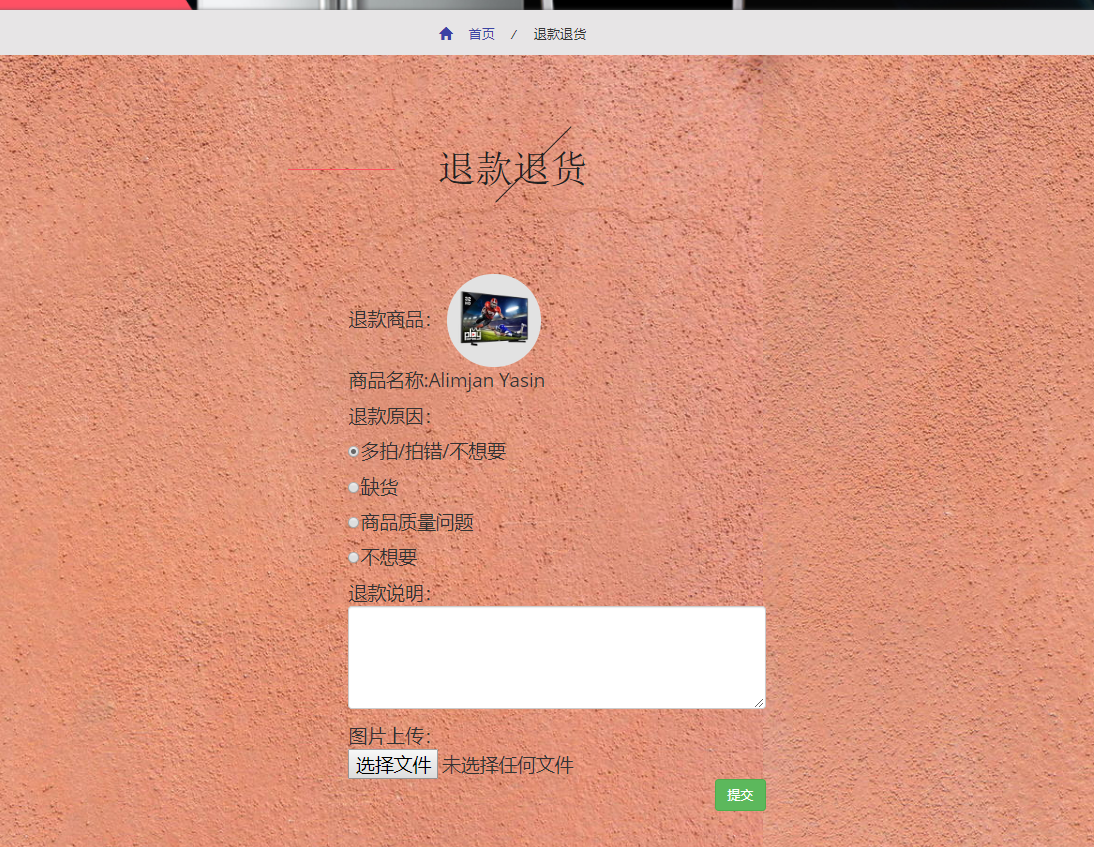 首页 / 退款退货
退款退货
退款商品：
play
商品名称:Alimjan Yasin
退款原因：
多拍/拍错/不想要
缺货
商品质量问题
不想要
退款说明：
图片上传：
选择文件 未选择任何文件
提交